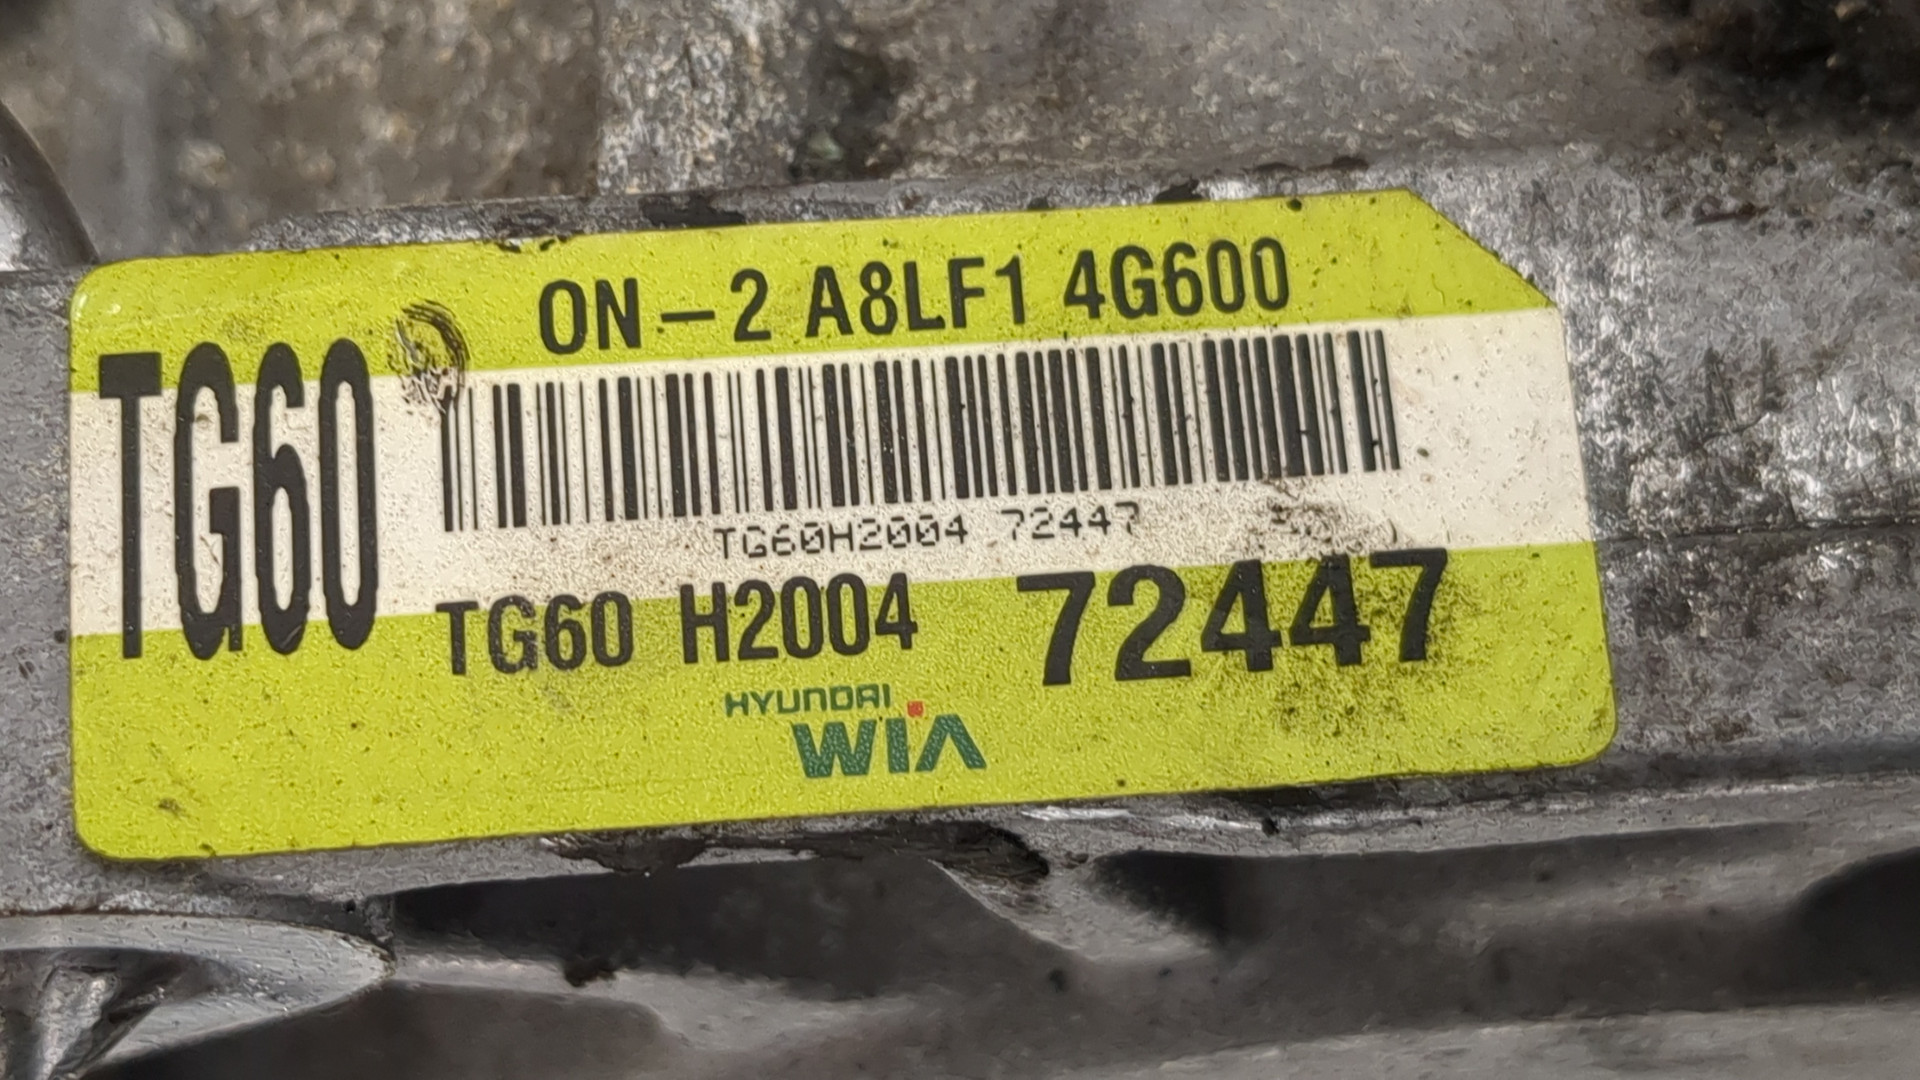 ON-2 A8LF1 4G600
TG60
TG60H2004 72447
TG60 H2004 72447
HYUNDAI
WIA